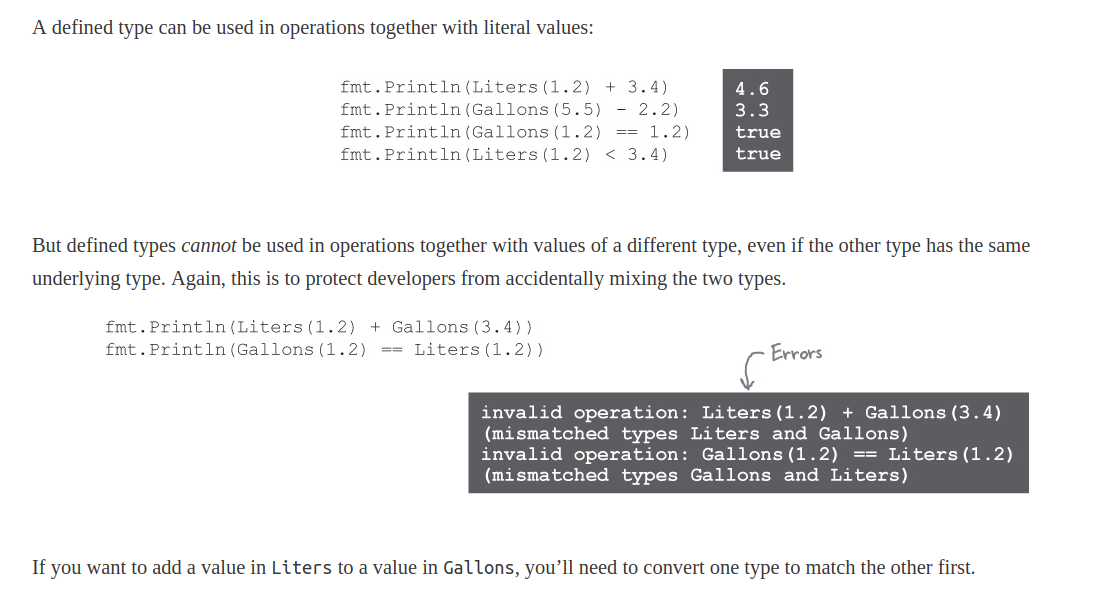 A defined type can be used in operations together with literal values:
fmt.Println(Liters(1.2) + 3.4)
fmt.Println(Gallons(5.5) - 2.2)
fmt.Println(Gallons(1.2) == 1.2)
fmt.Println(Liters(1.2) < 3.4)
4.6
3.3
true
true
But defined types cannot be used in operations together with values of a different type, even if the other type has the same
underlying type. Again, this is to protect developers from accidentally mixing the two types.
fmt.Println(Liters(1.2) + Gallons(3.4))
fmt.Println(Gallons(1.2) == Liters(1.2))
Errors
invalid operation: Liters(1.2) + Gallons(3.4)
(mismatched types Liters and Gallons)
invalid operation: Gallons(1.2) == Liters(1.2)
(mismatched types Gallons and Liters)
If you want to add a value in Liters to a value in Gallons, you’ll need to convert one type to match the other first.